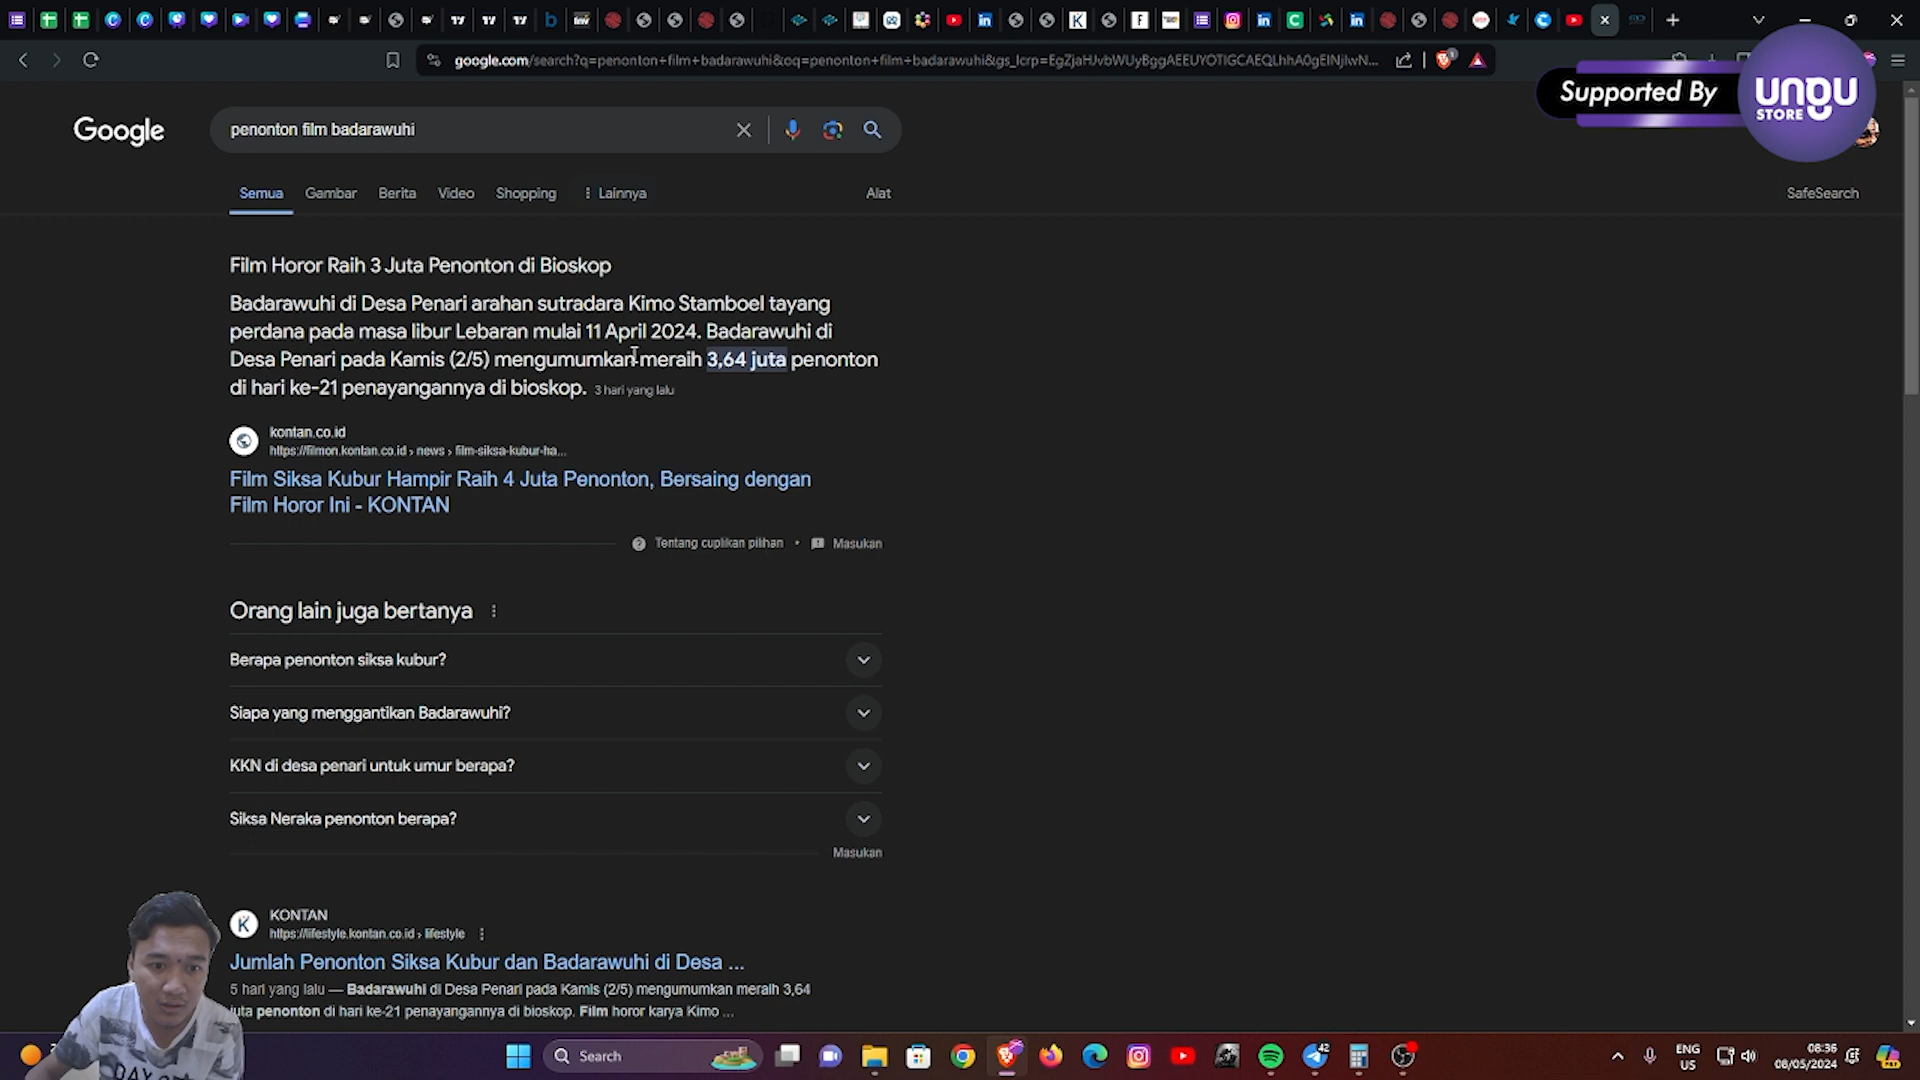 google.com/search?q=penonton+film+badarawuhi&oq=penonton+film+badarawuhi&gs_lcrp=EgZjaHJvbWUyBggAEEUYOTIGCAEQLhhA0gEINjIwN...
Supported By
UNGU
STORE
Google
penonton film badarawuhi
Semua
Gambar
Berita
Video
Shopping
Lainnya
Alat
SafeSearch
Film Horor Raih 3 Juta Penonton di Bioskop
Badarawuhi di Desa Penari arahan sutradara Kimo Stamboel tayang
perdana pada masa libur Lebaran mulai 11 April 2024. Badarawuhi di
Desa Penari pada Kamis (2/5) mengumumkan meraih 3,64 juta penonton
di hari ke-21 penayangannya di bioskop. 3 hari yang lalu
kontan.co.id
https://filmon.kontan.co.id › news › film-siksa-kubur-ha...
Film Siksa Kubur Hampir Raih 4 Juta Penonton, Bersaing dengan
Film Horor Ini - KONTAN
Tentang cuplikan pilihan • Masukan
Orang lain juga bertanya
Berapa penonton siksa kubur?
Siapa yang menggantikan Badarawuhi?
KKN di desa penari untuk umur berapa?
Siksa Neraka penonton berapa?
Masukan
KONTAN
https://lifestyle.kontan.co.id › lifestyle
Jumlah Penonton Siksa Kubur dan Badarawuhi di Desa ...
5 hari yang lalu — Badarawuhi di Desa Penari pada Kamis (2/5) mengumumkan meraih 3,64
juta penonton di hari ke-21 penayangannya di bioskop. Film horor karya Kimo ...
DAY
Search
42
ENG
US
08:36
08/05/2024